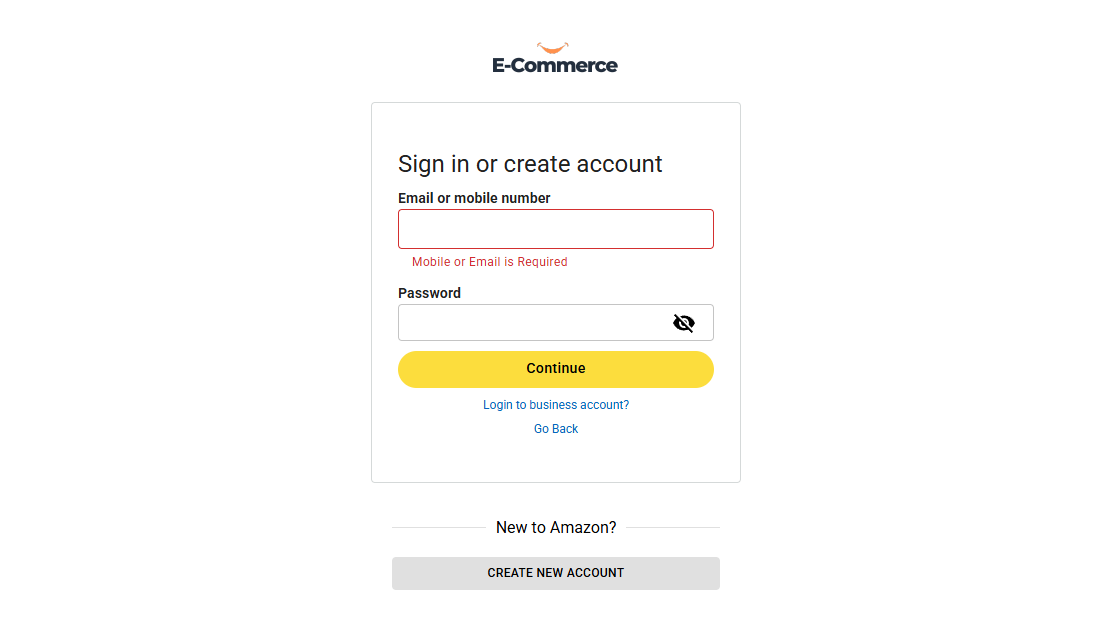 E-Commerce
Sign in or create account
Email or mobile number
Mobile or Email is Required
Password
Continue
Login to business account?
Go Back
New to Amazon?
CREATE NEW ACCOUNT